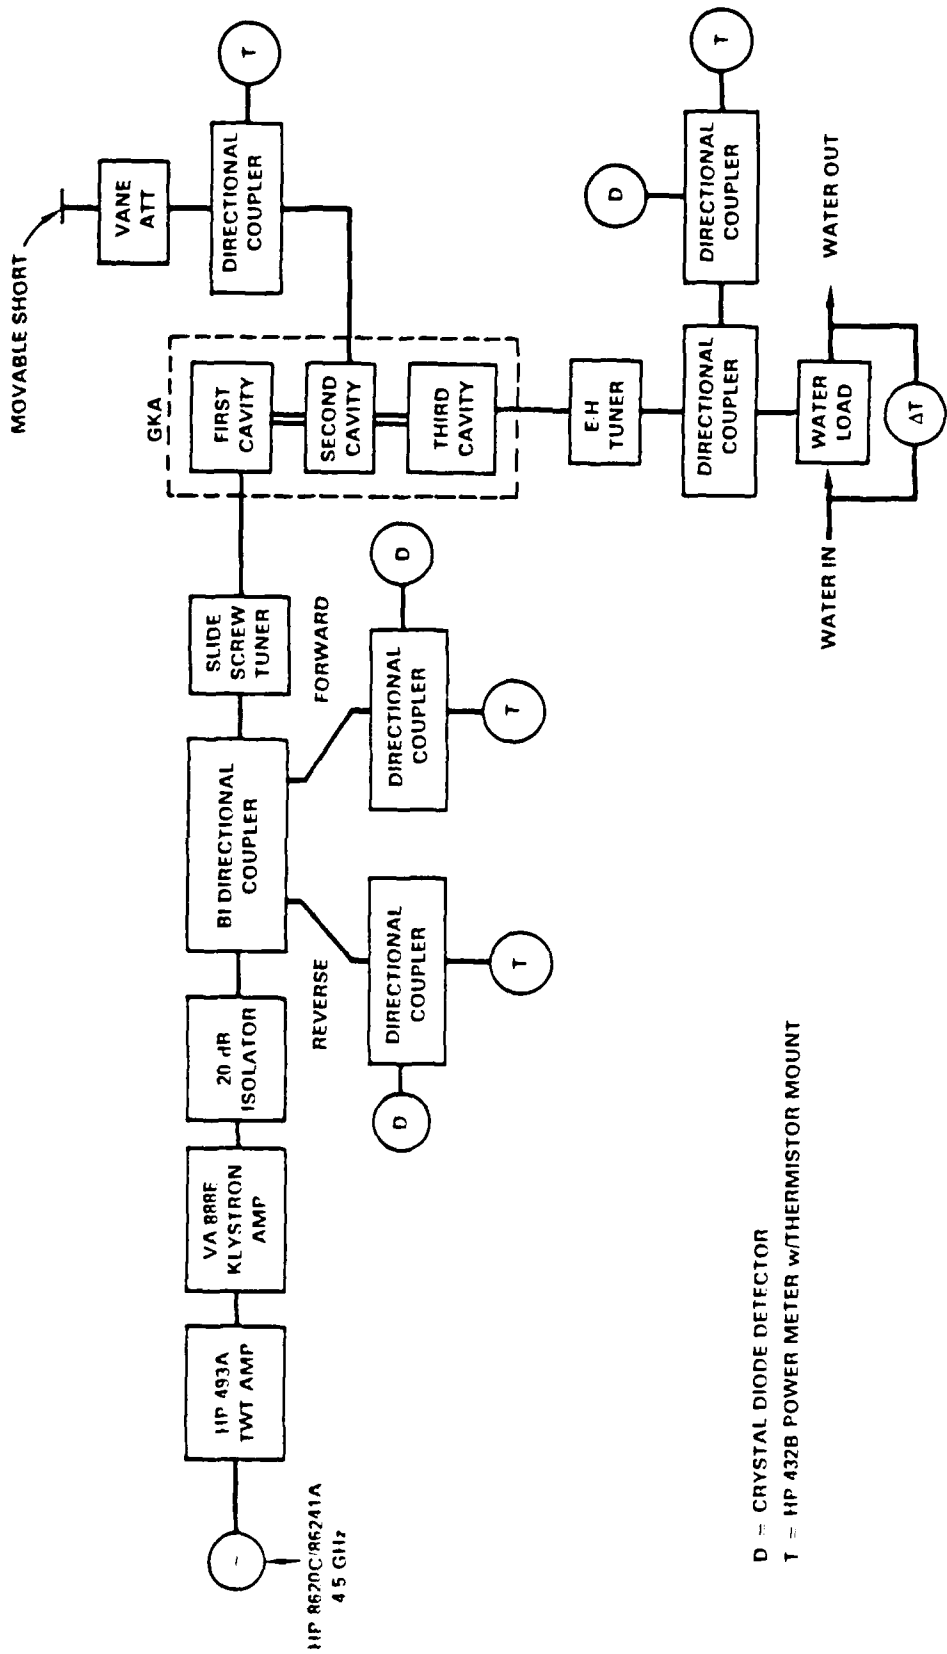 MOVABLE SHORT
VANE
ATT
DIRECTIONAL
COUPLER
T
GKA
FIRST
CAVITY
SECOND
CAVITY
THIRD
CAVITY
HP 8620C/86241A
4.5 GHz
~
HP 493A
TWT AMP
KLYSTRON
AMP
20 dB
ISOLATOR
BI DIRECTIONAL
COUPLER
SLIDE
SCREW
TUNER
REVERSE
FORWARD
D
DIRECTIONAL
COUPLER
T
DIRECTIONAL
COUPLER
D
T
E-H
TUNER
DIRECTIONAL
COUPLER
D
DIRECTIONAL
COUPLER
T
WATER IN
WATER
LOAD
WATER OUT
ΔT
D = CRYSTAL DIODE DETECTOR
T = HP 432B POWER METER w/THERMISTOR MOUNT